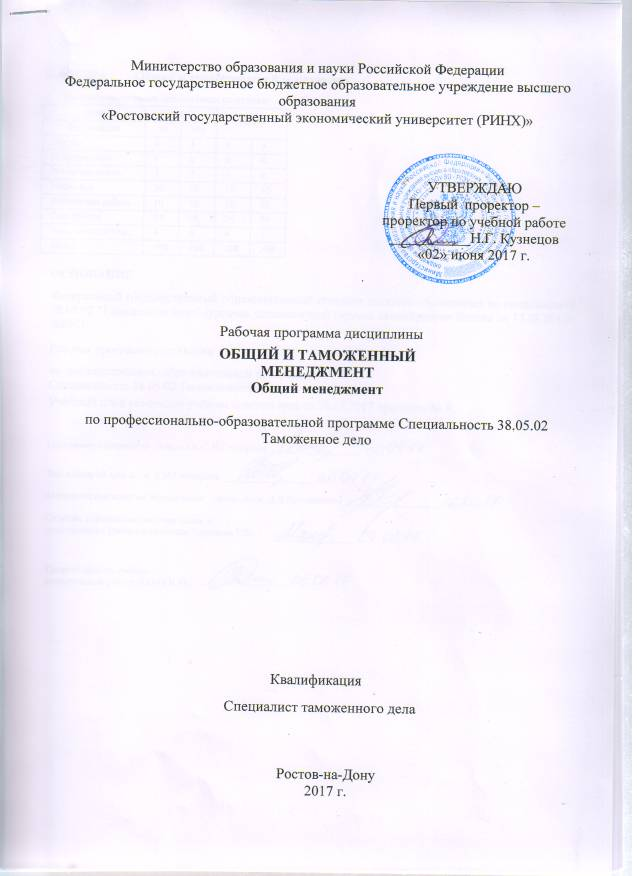 Министерство образования и науки Российской Федерации
Федеральное государственное бюджетное образовательное учреждение высшего
образования
«Ростовский государственный экономический университет (РИНХ)»
УТВЕРЖДАЮ
Первый проректор –
проректор по учебной работе
Н.Г. Кузнецов
«02» июня 2017 г.
Рабочая программа дисциплины
ОБЩИЙ И ТАМОЖЕННЫЙ
МЕНЕДЖМЕНТ
Общий менеджмент
по профессионально-образовательной программе Специальность 38.05.02
Таможенное дело
Квалификация
Специалист таможенного дела
Ростов-на-Дону
2017 г.